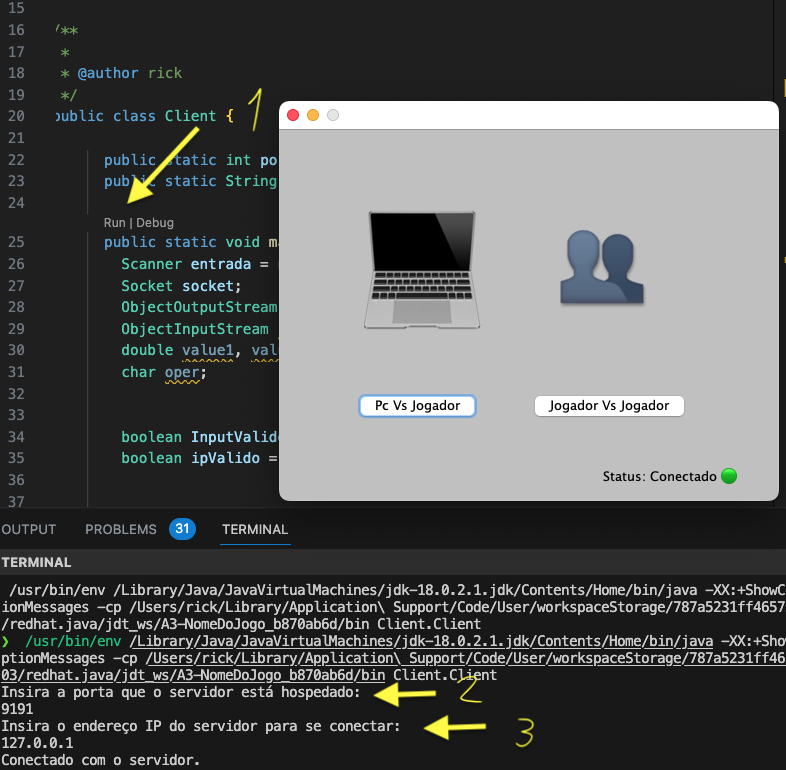 15
16 /**
17 *
18 * @author rick
19 */
20 public class Client {
1
21
22 public static int po
23 public static String
24
Run | Debug
25 public static void ma
26 Scanner entrada =
27 Socket socket;
28 ObjectOutputStream
29 ObjectInputStream
30 double value1, val
31 char oper;
32
33
34 boolean InputValid
35 boolean ipValido =
36
37
Pc Vs Jogador
Jogador Vs Jogador
Status: Conectado
OUTPUT PROBLEMS 31 TERMINAL
TERMINAL
/usr/bin/env /Library/Java/JavaVirtualMachines/jdk-18.0.2.1.jdk/Contents/Home/bin/java -XX:+ShowC
ionMessages -cp /Users/rick/Library/Application\ Support/Code/User/workspaceStorage/787a5231ff4657
/redhat.java/jdt_ws/A3-NomeDoJogo_b870ab6d/bin Client.Client
❯ /usr/bin/env /Library/Java/JavaVirtualMachines/jdk-18.0.2.1.jdk/Contents/Home/bin/java -XX:+Sho
ptionMessages -cp /Users/rick/Library/Application\ Support/Code/User/workspaceStorage/787a5231ff46
03/redhat.java/jdt_ws/A3-NomeDoJogo_b870ab6d/bin Client.Client
Insira a porta que o servidor está hospedado: 2
9191
Insira o endereço IP do servidor para se conectar: 3
127.0.0.1
Conectado com o servidor.